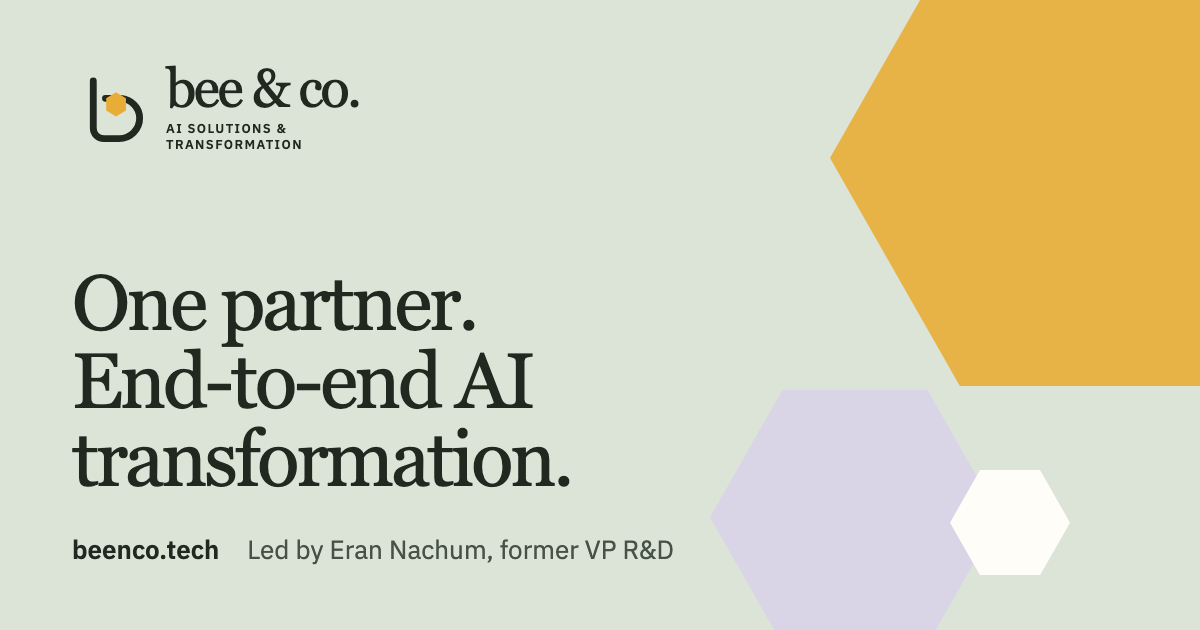 bee & co.
AI SOLUTIONS &
TRANSFORMATION
One partner.
End-to-end AI
transformation.
beenco.tech Led by Eran Nachum, former VP R&D